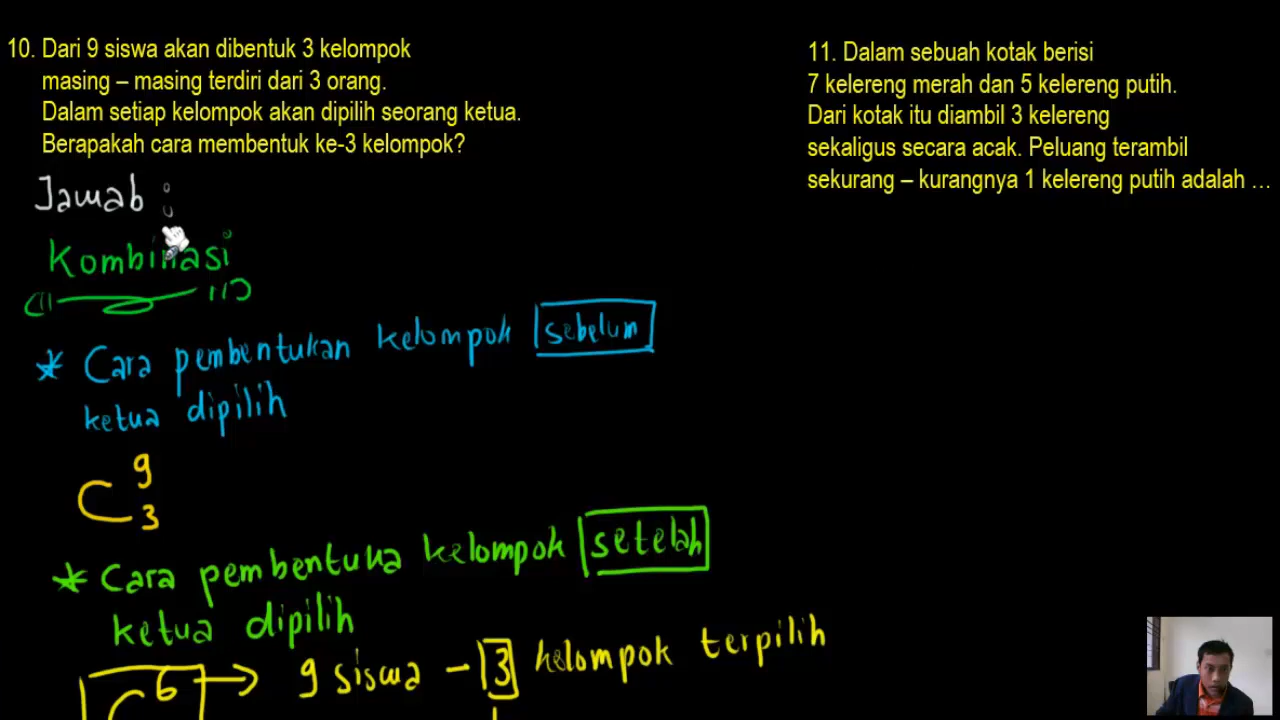 10. Dari 9 siswa akan dibentuk 3 kelompok
masing – masing terdiri dari 3 orang.
Dalam setiap kelompok akan dipilih seorang ketua.
Berapakah cara membentuk ke-3 kelompok?
Jawab :
Kombinasi
* Cara pembentukan kelompok sebelum
ketua dipilih
C 9 3
* Cara pembentuka kelompok setelah
ketua dipilih
C 6 → 9 siswa – 3 kelompok terpilih
11. Dalam sebuah kotak berisi
7 kelereng merah dan 5 kelereng putih.
Dari kotak itu diambil 3 kelereng
sekaligus secara acak. Peluang terambil
sekurang – kurangnya 1 kelereng putih adalah ...